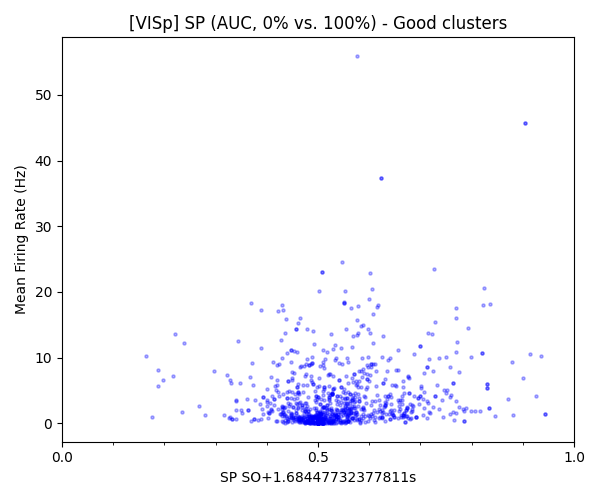 [VISp] SP (AUC, 0% vs. 100%) - Good clusters
Mean Firing Rate (Hz)
50
40
30
20
10
0
0.0 0.5 1.0
SP SO+1.68447732377811s